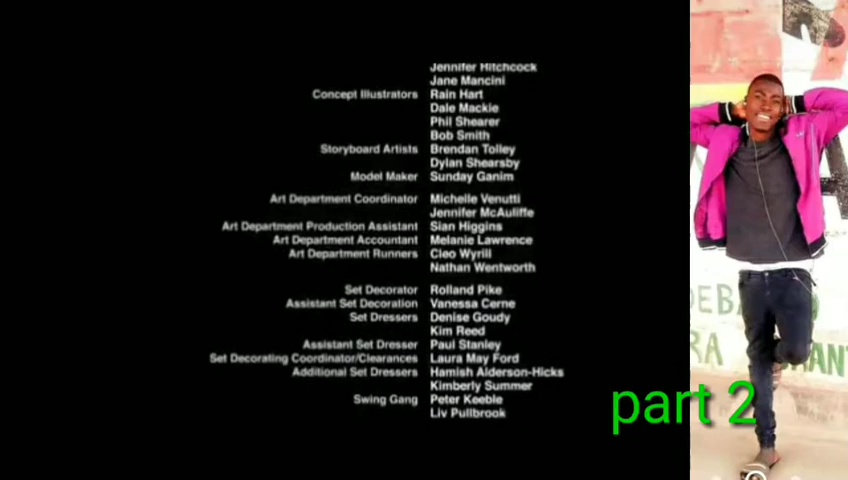 Jennifer Hitchcock
Jane Mancini
Concept Illustrators Rain Hart
Dale Mackie
Phil Shearer
Bob Smith
Storyboard Artists Brendan Tolley
Dylan Shearsby
Model Maker Sunday Ganim
Art Department Coordinator Michelle Venutti
Jennifer McAuliffe
Art Department Production Assistant Sian Higgins
Art Department Accountant Melanie Lawrence
Art Department Runners Cleo Wyrill
Nathan Wentworth
Set Decorator Rolland Pike
Assistant Set Decoration Vanessa Cerne
Set Dressers Denise Goudy
Kim Reed
Assistant Set Dresser Paul Stanley
Set Decorating Coordinator/Clearances Laura May Ford
Additional Set Dressers Hamish Alderson-Hicks
Kimberly Summer
Swing Gang Peter Keeble
Liv Pullbrook
part 2